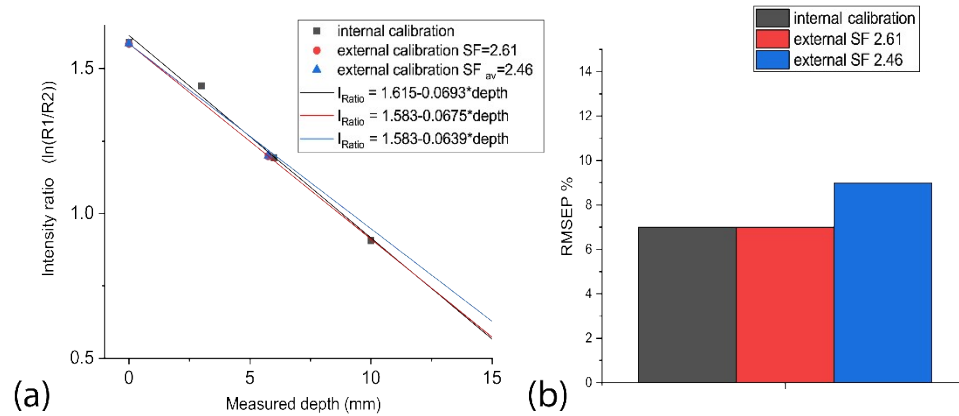 internal calibration
external calibration SF=2.61
external calibration SF av=2.46
IRatio = 1.615-0.0693*depth
IRatio = 1.583-0.0675*depth
IRatio = 1.583-0.0639*depth
1.5
1.0
0.5
0
5
10
15
Intensity ratio (ln(R1/R2))
Measured depth (mm)
(a)
internal calibration
external SF 2.61
external SF 2.46
14
12
10
8
6
4
2
0
RMSEP %
(b)